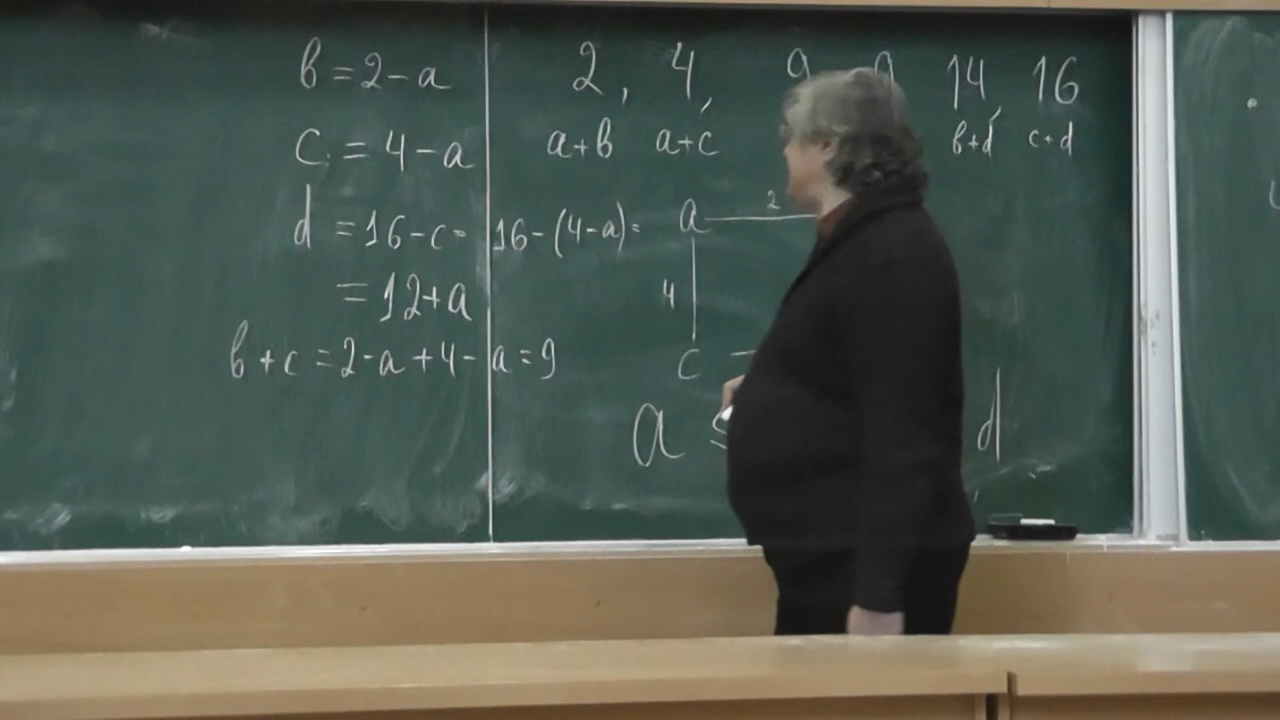 в = 2 - a
c = 4 - a
d = 16 - c = 16 - (4 - a) =
= 12 + a
в + c = 2 - a + 4 - a = 9
2, 4, 9 9 14, 16
a+в a+c в+d c+d
a 2
4
c
a ≤ d